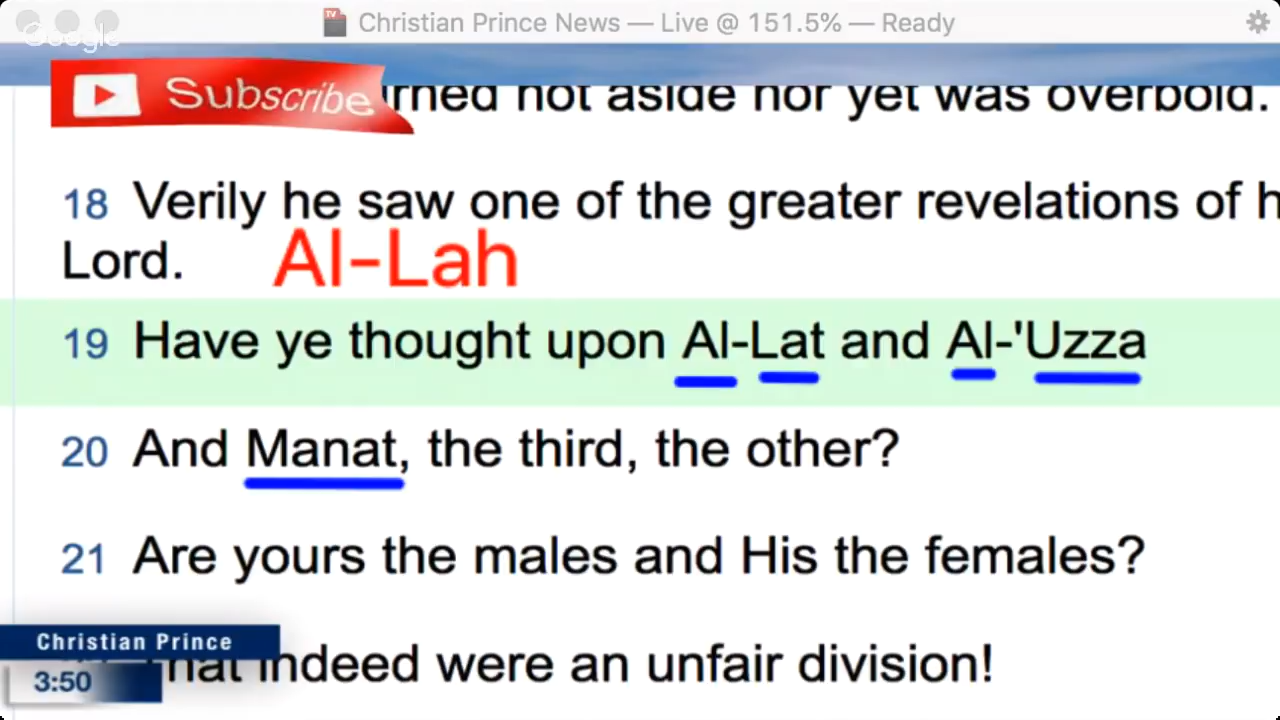 Christian Prince News — Live @ 151.5% — Ready
Google
Subscribe
rned not aside nor yet was overbold.
18 Verily he saw one of the greater revelations of h
Lord. Al-Lah
19 Have ye thought upon Al-Lat and Al-'Uzza
20 And Manat, the third, the other?
21 Are yours the males and His the females?
Christian Prince
That indeed were an unfair division!
3:50